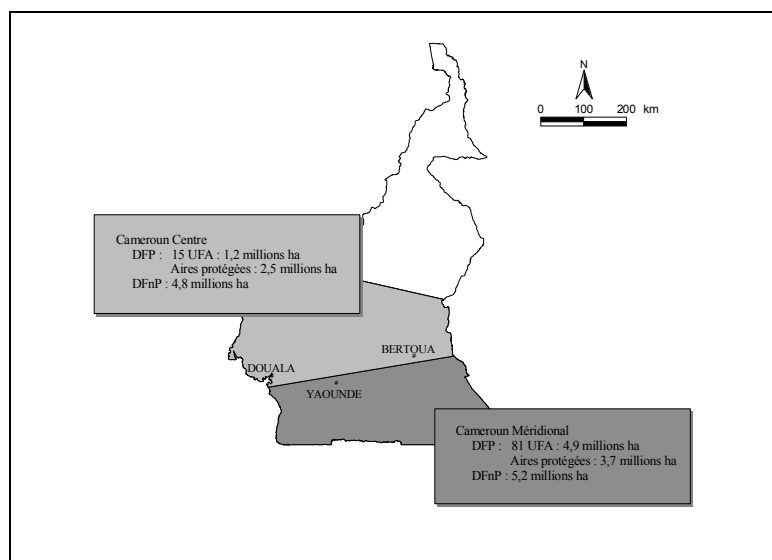 N
0 100 200 km
Cameroun Centre
DFP : 15 UFA : 1,2 millions ha
Aires protégées : 2,5 millions ha
DFnP : 4,8 millions ha
BERTOUA
DOUALA
YAOUNDE
Cameroun Méridional
DFP : 81 UFA : 4,9 millions ha
Aires protégées : 3,7 millions ha
DFnP : 5,2 millions ha